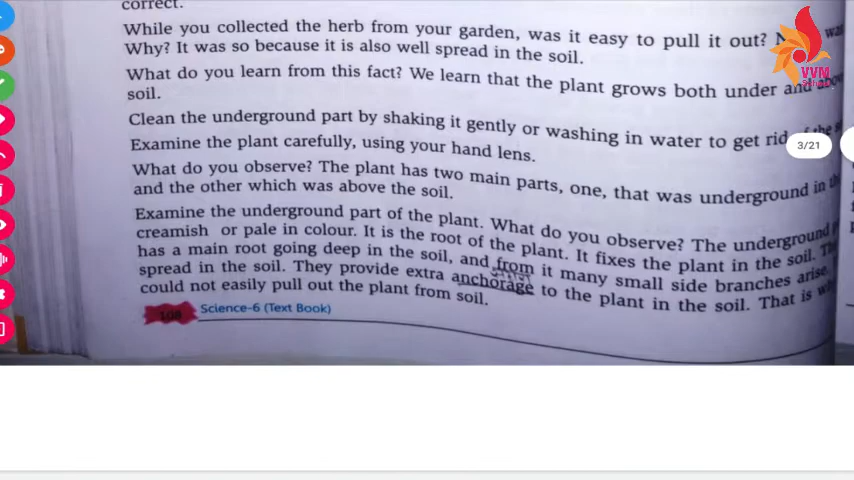 correct.
While you collected the herb from your garden, was it easy to pull it out?
Why? It was so because it is also well spread in the soil.
What do you learn from this fact? We learn that the plant grows both under and
soil.
Clean the underground part by shaking it gently or washing in water to get rid
Examine the plant carefully, using your hand lens.
What do you observe? The plant has two main parts, one, that was underground in
and the other which was above the soil.
Examine the underground part of the plant. What do you observe? The underground
creamish or pale in colour. It is the root of the plant. It fixes the plant in the soil.
has a main root going deep in the soil, and from it many small side branches arise.
spread in the soil. They provide extra anchorage to the plant in the soil. That is
could not easily pull out the plant from soil.
108 Science-6 (Text Book)
VVM
3/21